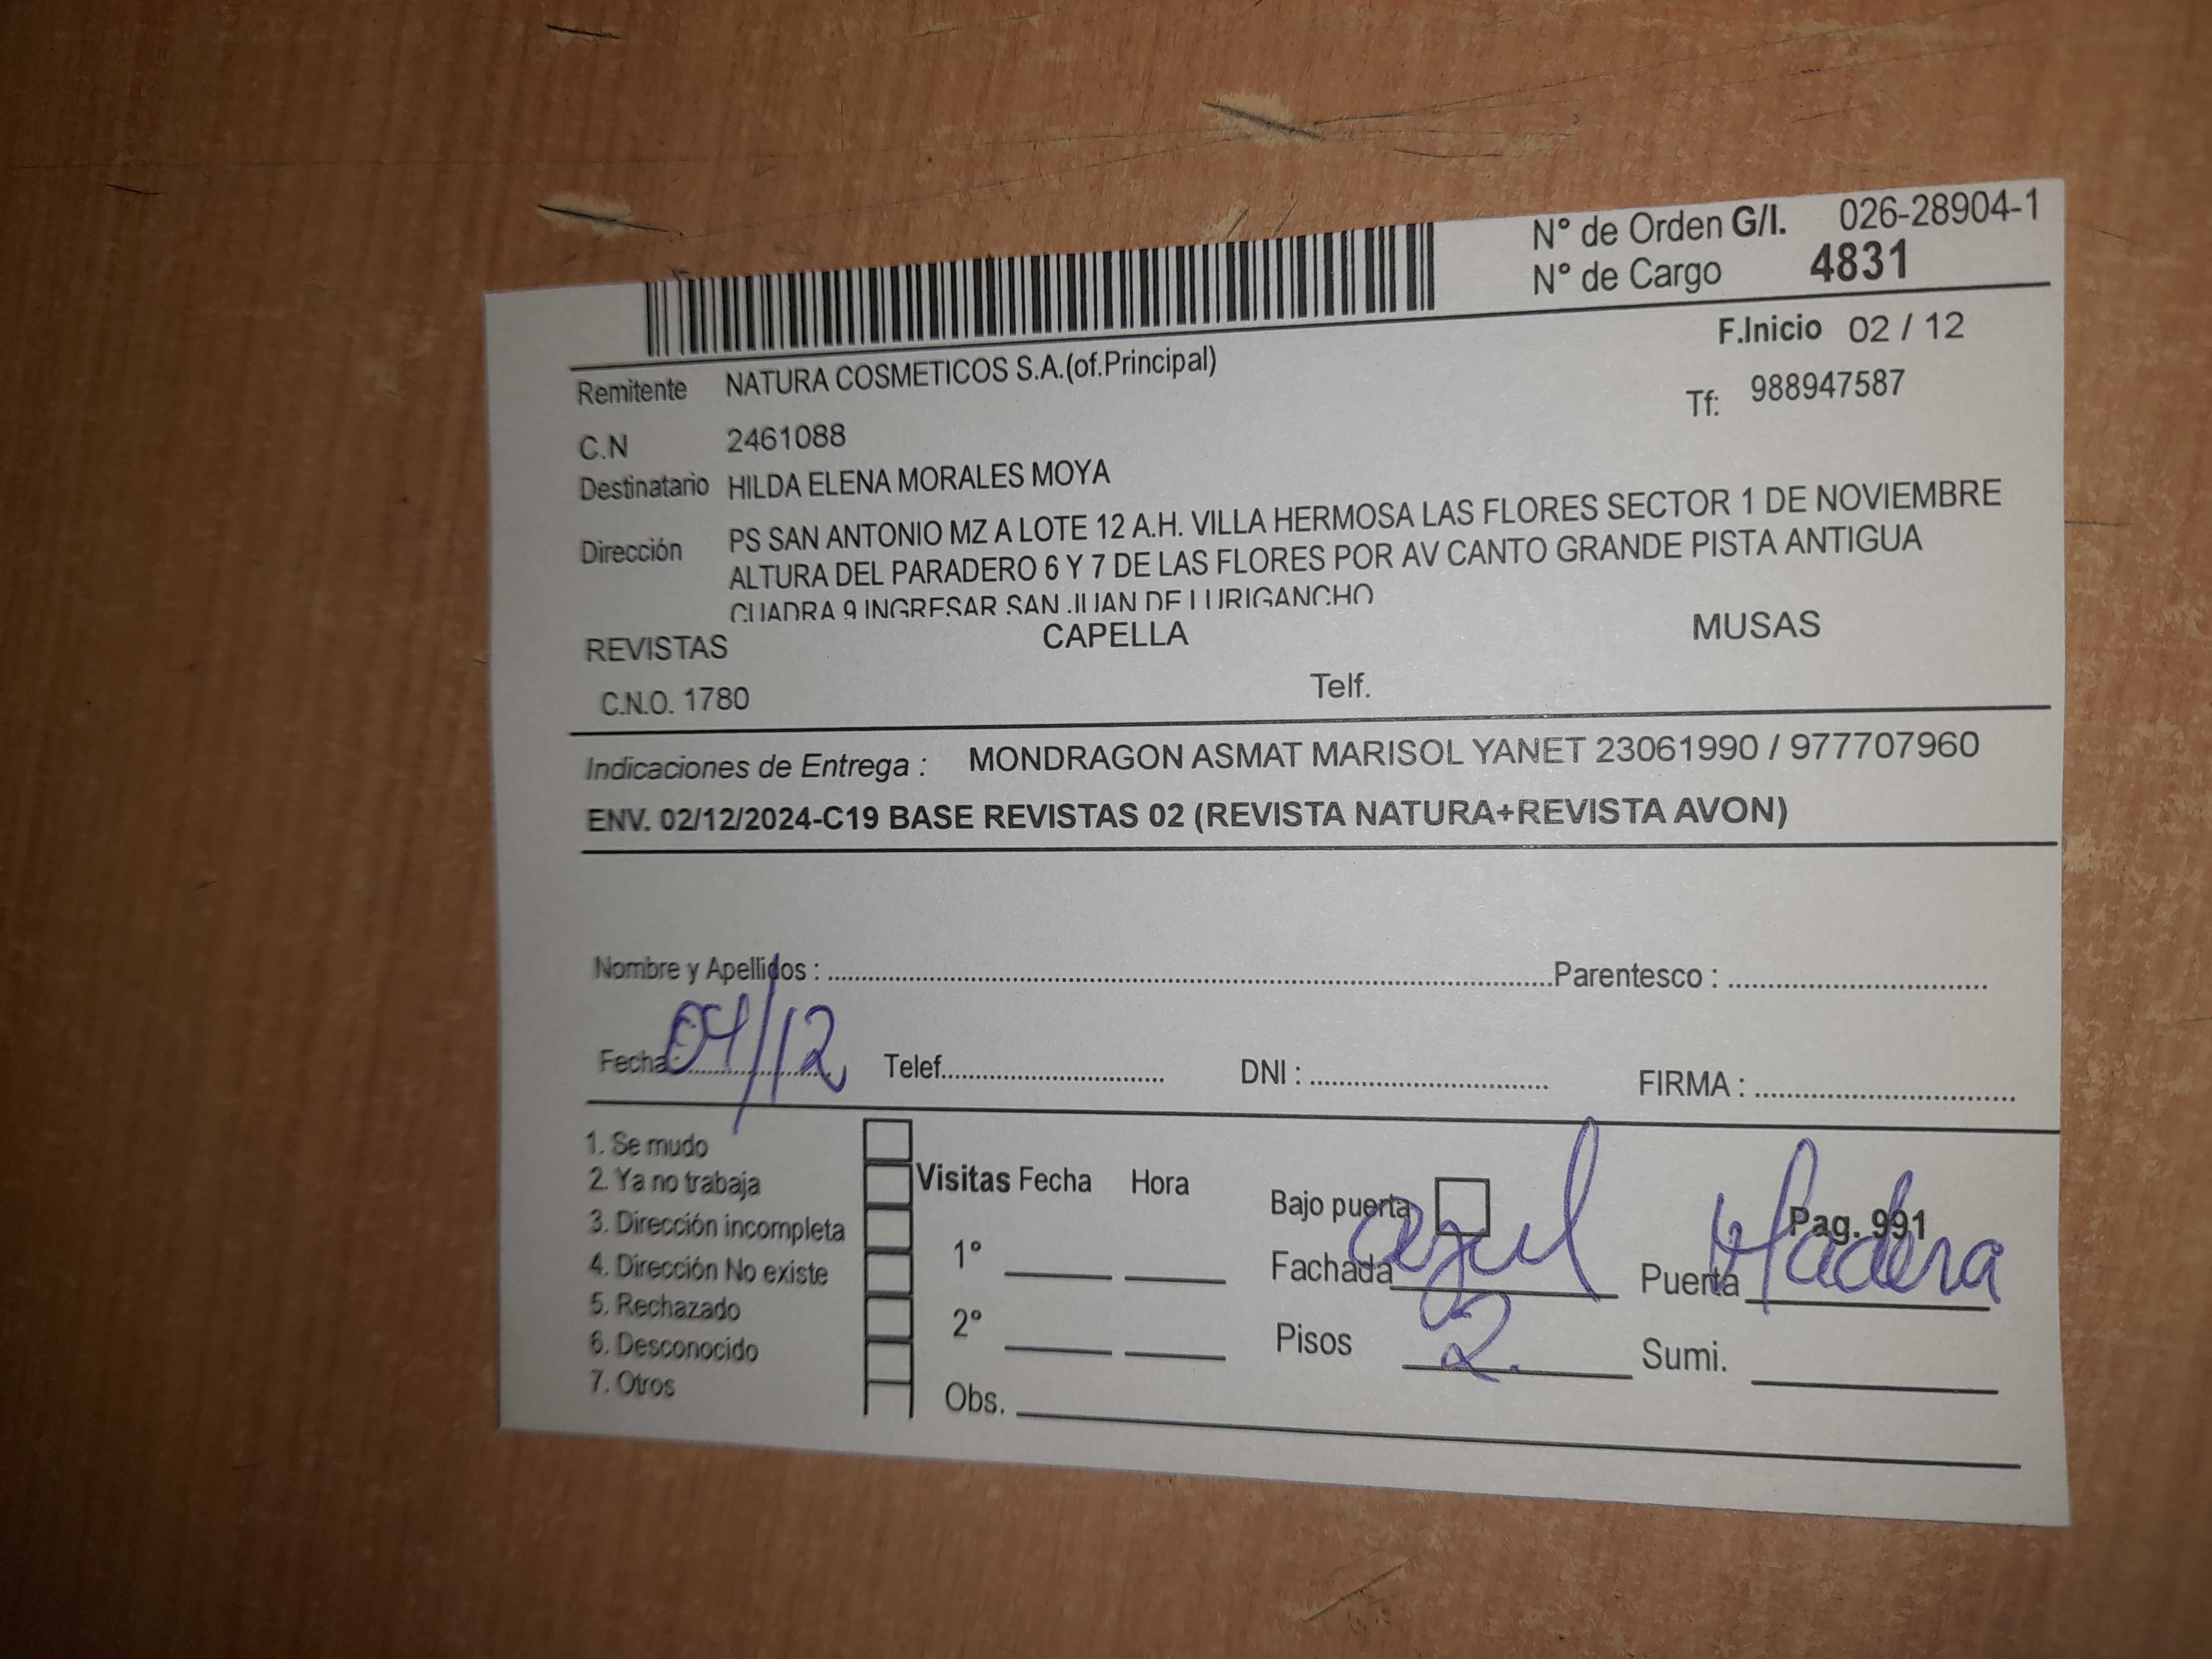 N° de Orden G/I. 026-28904-1
N° de Cargo 4831
F.Inicio 02 / 12
Remitente NATURA COSMETICOS S.A.(of.Principal)
Tf: 988947587
C.N 2461088
Destinatario HILDA ELENA MORALES MOYA
Dirección PS SAN ANTONIO MZ A LOTE 12 A.H. VILLA HERMOSA LAS FLORES SECTOR 1 DE NOVIEMBRE
ALTURA DEL PARADERO 6 Y 7 DE LAS FLORES POR AV CANTO GRANDE PISTA ANTIGUA
CUADRA 9 INGRESAR SAN JUAN DE LURIGANCHO
REVISTAS CAPELLA MUSAS
C.N.O. 1780 Telf.
Indicaciones de Entrega : MONDRAGON ASMAT MARISOL YANET 23061990 / 977707960
ENV. 02/12/2024-C19 BASE REVISTAS 02 (REVISTA NATURA+REVISTA AVON)
Nombre y Apellidos : Parentesco :
Fecha: 04/12 Telef. DNI : FIRMA :
1. Se mudo
2. Ya no trabaja
3. Dirección incompleta
4. Dirección No existe
5. Rechazado
6. Desconocido
7. Otros
Visitas Fecha Hora
1°
2°
Obs.
Bajo puerta
Pag. 991
Fachada azul Puerta Madera
Pisos 2. Sumi.